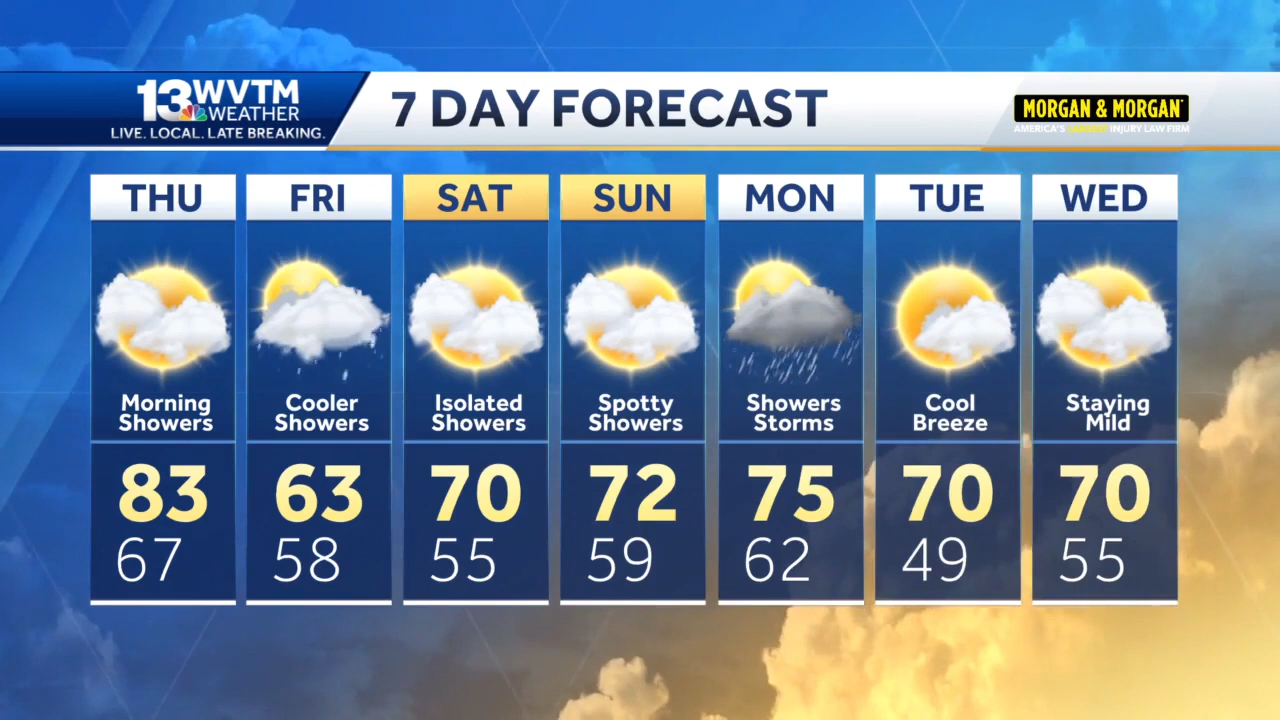 13 WVTM
WEATHER
LIVE. LOCAL. LATE BREAKING.
7 DAY FORECAST
MORGAN & MORGAN
AMERICA'S LARGEST INJURY LAW FIRM
THU
FRI
SAT
SUN
MON
TUE
WED
Morning
Showers
Cooler
Showers
Isolated
Showers
Spotty
Showers
Showers
Storms
Cool
Breeze
Staying
Mild
83
63
70
72
75
70
70
67
58
55
59
62
49
55